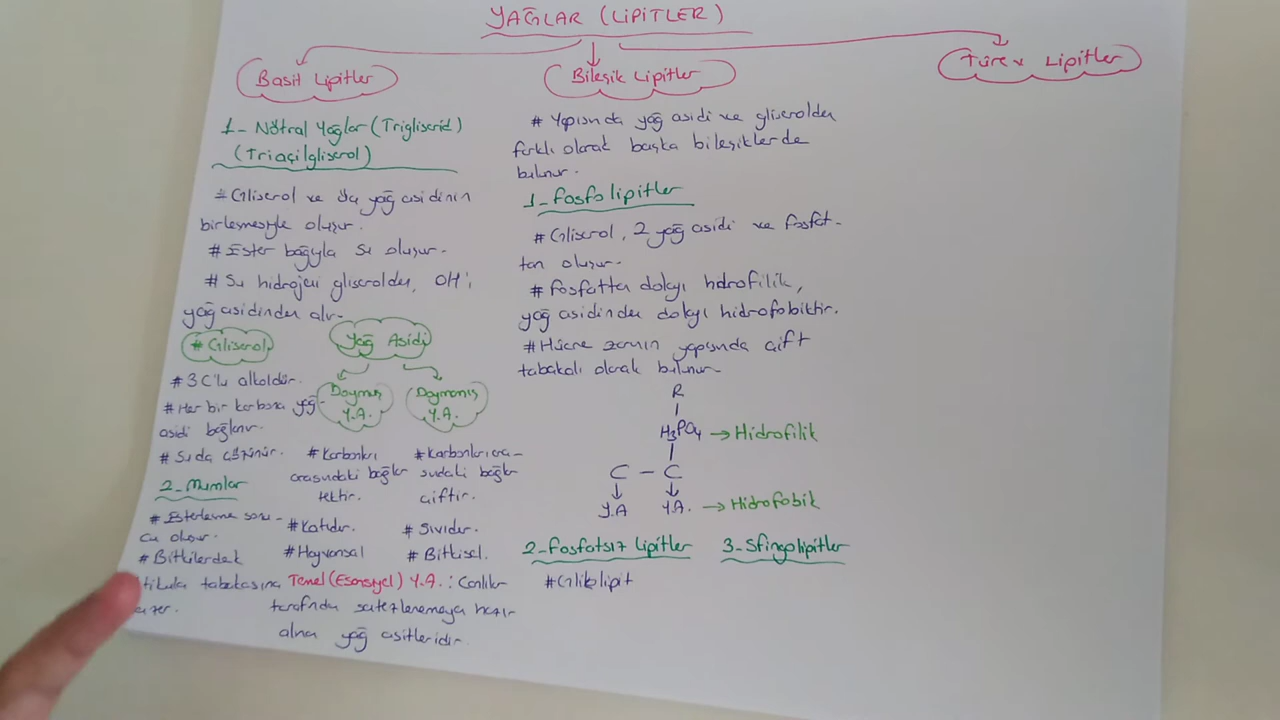 YAĞLAR (LİPİTLER)
Basit Lipitler
1- Nötral Yağlar (Trigliserid)
(Triaçilgliserol)
# Gliserol ve 3'lü yağ asidinin
birleşmesiyle oluşur.
# Ester bağıyla su oluşur.
# Su hidrojeni gliserolden, OH'ı
yağ asidinden alır.
# Gliserol
# 3 C'lu alkoldür.
# Her bir karbona yağ
asidi bağlanır.
# Suda çözünür.
Yağ Asidi
Doymuş
Y.A.
# Karbonları
arasındaki bağlar
tektir.
# Katıdır.
# Hayvansal
Doymamış
Y.A.
# Karbonları ara-
sındaki bağlar
çiftir.
# Sıvıdır.
# Bitkisel.
2- Mumlar
# Esterleşme sonu-
cu oluşur.
# Bitkilerdeki
tabakasına
Temel (Esansiyel) Y.A. : Canlılar
tarafından sentezlenemeyen hazır
alınan yağ asitleridir.
Bileşik Lipitler
# Yapısında yağ asidi ve gliserolden
farklı olarak başka bileşiklerde
bulunur.
1- Fosfolipitler
# Gliserol, 2 yağ asidi ve fosfat-
tan oluşur.
# Fosfattan dolayı hidrofilik,
yağ asidinden dolayı hidrofobiktir.
# Hücre zarının yapısında çift
tabakalı olarak bulunur
R
H3PO4 → Hidrofilik
C - C
Y.A Y.A. → Hidrofobik
2- Fosfatsız Lipitler
# Glikolipit
3- Sfingolipitler
Türev Lipitler